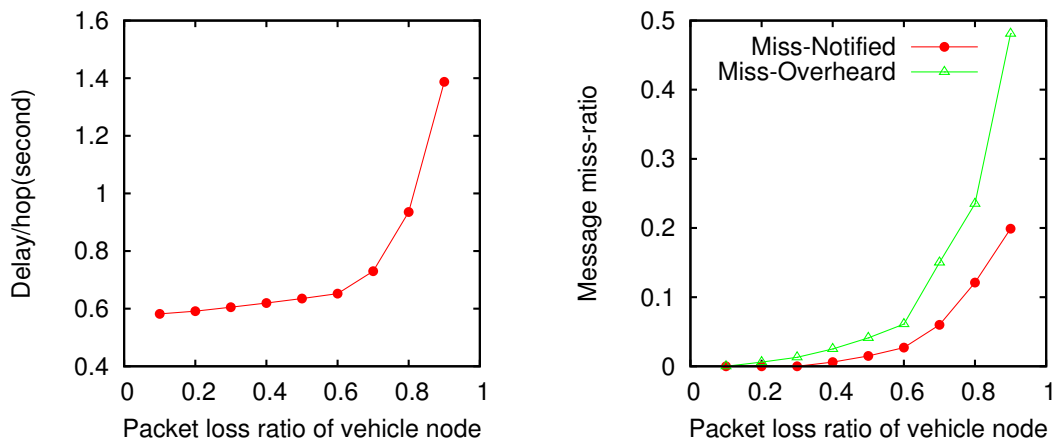 1.6
1.4
1.2
1
0.8
0.6
0.4
0 0.2 0.4 0.6 0.8 1
Delay/hop(second)
Packet loss ratio of vehicle node
0.5
0.4
0.3
0.2
0.1
0
0 0.2 0.4 0.6 0.8 1
Message miss-ratio
Packet loss ratio of vehicle node
Miss-Notified
Miss-Overheard